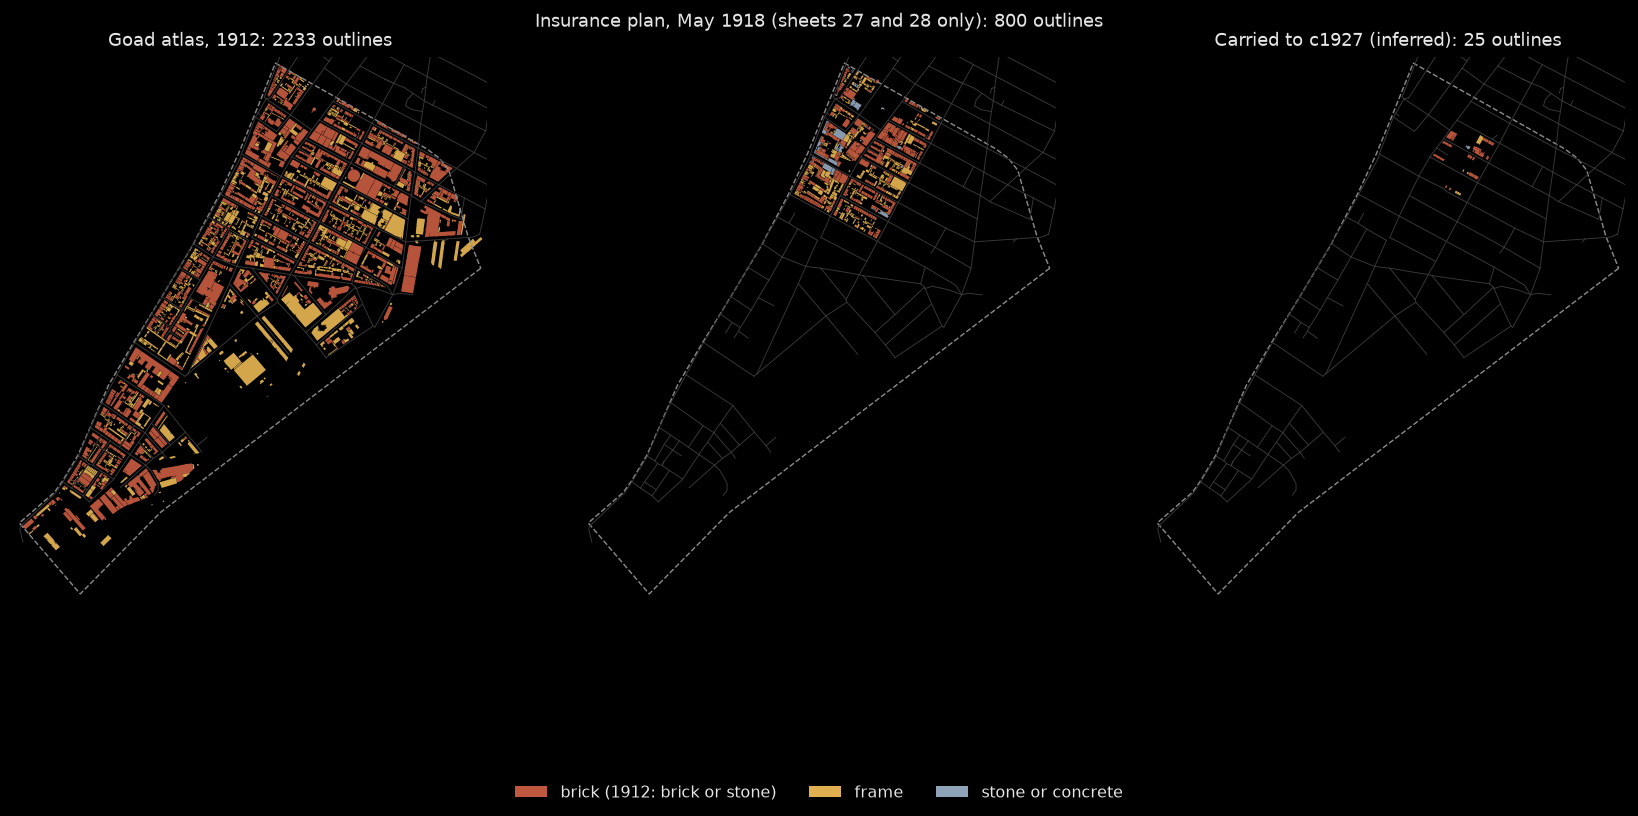 Insurance plan, May 1918 (sheets 27 and 28 only): 800 outlines
Goad atlas, 1912: 2233 outlines
Carried to c1927 (inferred): 25 outlines
brick (1912: brick or stone)
frame
stone or concrete